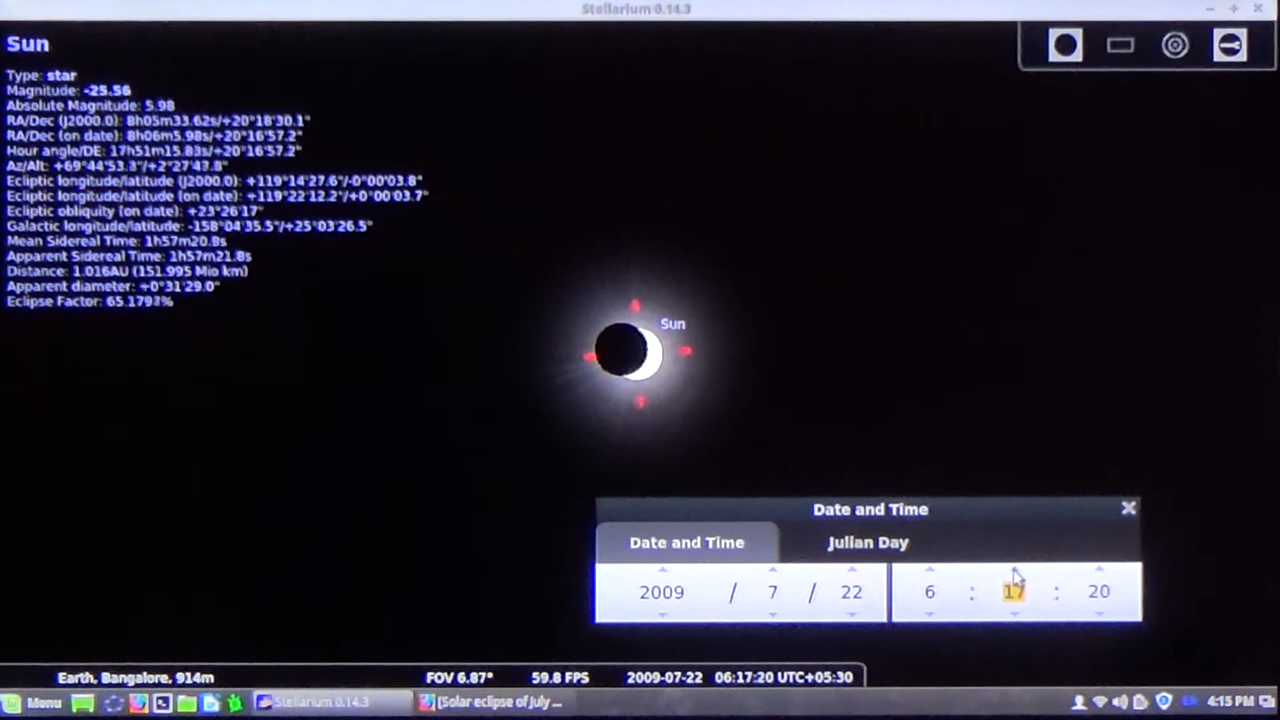 Stellarium 0.14.3
Sun
Type: star
Magnitude: -25.56
Absolute Magnitude: 5.98
RA/Dec (J2000.0): 8h05m33.62s/+20°18'30.1"
RA/Dec (on date): 8h06m5.98s/+20°16'57.2"
Hour angle/DE: 17h51m15.83s/+20°16'57.2"
Az/Alt: +69°44'53.3"/+2°27'47.8"
Ecliptic longitude/latitude (J2000.0): +119°14'27.6"/-0°00'03.8"
Ecliptic longitude/latitude (on date): +119°22'12.2"/+0°00'03.7"
Ecliptic obliquity (on date): +23°26'17"
Galactic longitude/latitude: -158°04'35.5"/+25°03'26.5"
Mean Sidereal Time: 1h57m20.8s
Apparent Sidereal Time: 1h57m21.8s
Distance: 1.016AU (151.995 Mio km)
Apparent diameter: +0°31'29.0"
Eclipse Factor: 65.1797%
Sun
Date and Time
Date and Time Julian Day
2009 / 7 / 22 6 : 17 : 20
Earth, Bangalore, 914m FOV 6.87° 59.8 FPS 2009-07-22 06:17:20 UTC+05:30
Menu Stellarium 0.14.3 [Solar eclipse of July ... 4:15 PM